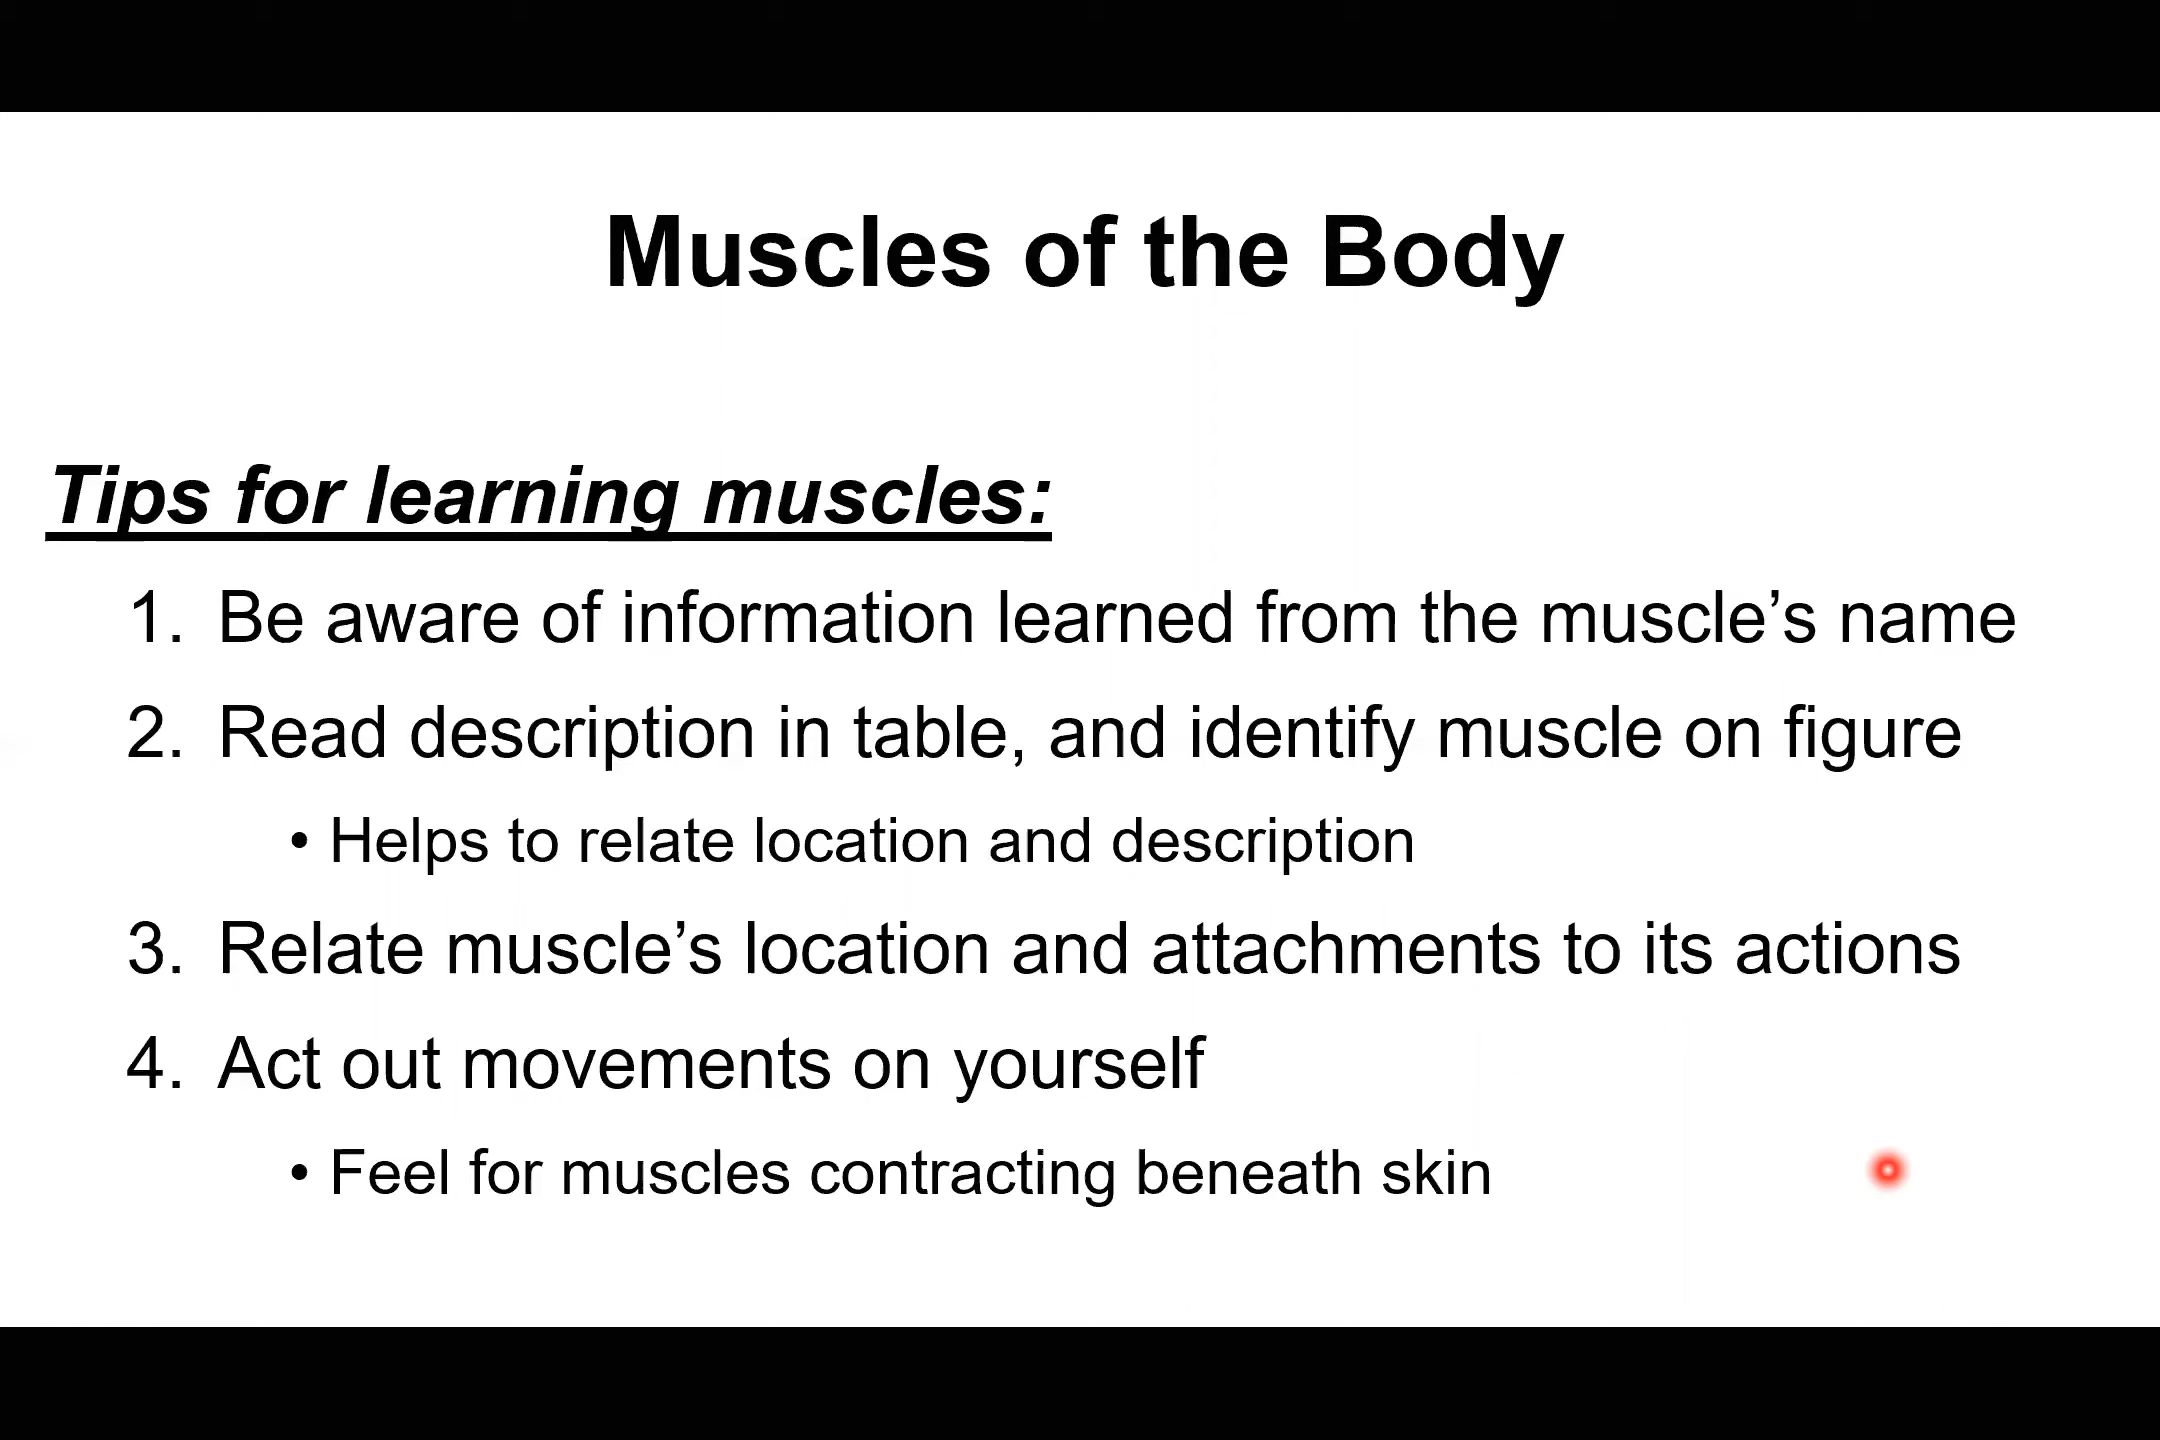 Muscles of the Body
Tips for learning muscles:
1. Be aware of information learned from the muscle’s name
2. Read description in table, and identify muscle on figure
• Helps to relate location and description
3. Relate muscle’s location and attachments to its actions
4. Act out movements on yourself
• Feel for muscles contracting beneath skin